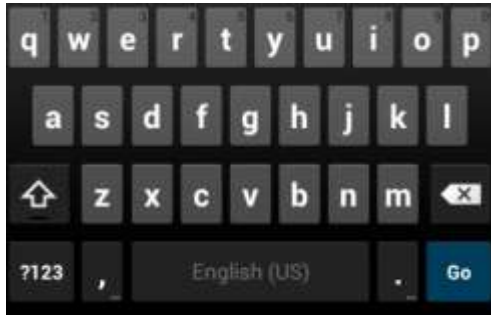 q w e r t y u i o p
a s d f g h j k l
z x c v b n m
?123 , English (US) . Go